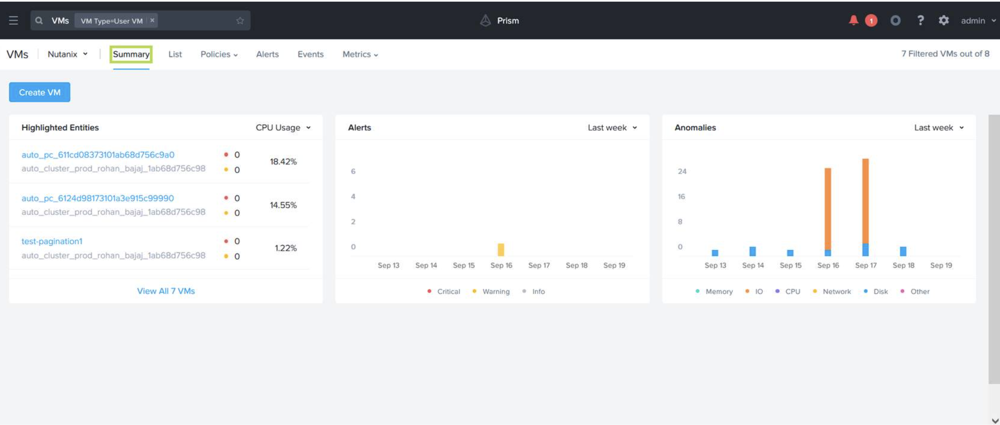 VMs VM Type=User VM ×
Prism
1 ? admin
VMs Nutanix Summary List Policies Alerts Events Metrics 7 Filtered VMs out of 8
Create VM
Highlighted Entities CPU Usage
auto_pc_611cd08373101ab68d756c9a0 0
18.42%
auto_cluster_prod_rohan_bajaj_1ab68d756c98 0
auto_pc_6124d98173101a3e915c99990 0
14.55%
auto_cluster_prod_rohan_bajaj_1ab68d756c98 0
test-pagination1 0
1.22%
auto_cluster_prod_rohan_bajaj_1ab68d756c98 0
View All 7 VMs
Alerts Last week
6
4
2
0
Sep 13 Sep 14 Sep 15 Sep 16 Sep 17 Sep 18 Sep 19
Critical Warning Info
Anomalies Last week
24
16
8
0
Sep 13 Sep 14 Sep 15 Sep 16 Sep 17 Sep 18 Sep 19
Memory IO CPU Network Disk Other